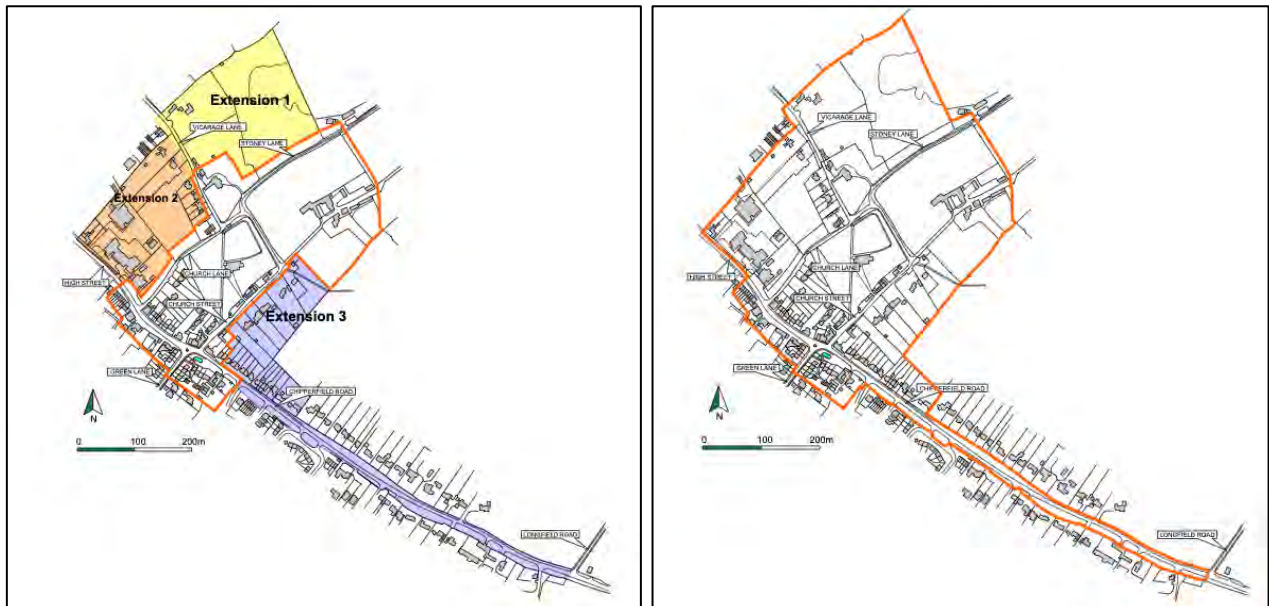 Extension 1
VICARAGE LANE
STONEY LANE
Extension 2
CHURCH LANE
HIGH STREET
CHURCH STREET
Extension 3
GREEN LANE
CHIPPERFIELD ROAD
N
0 100 200m
LONGFIELD ROAD
VICARAGE LANE
STONEY LANE
CHURCH LANE
HIGH STREET
CHURCH STREET
GREEN LANE
CHIPPERFIELD ROAD
N
0 100 200m
LONGFIELD ROAD